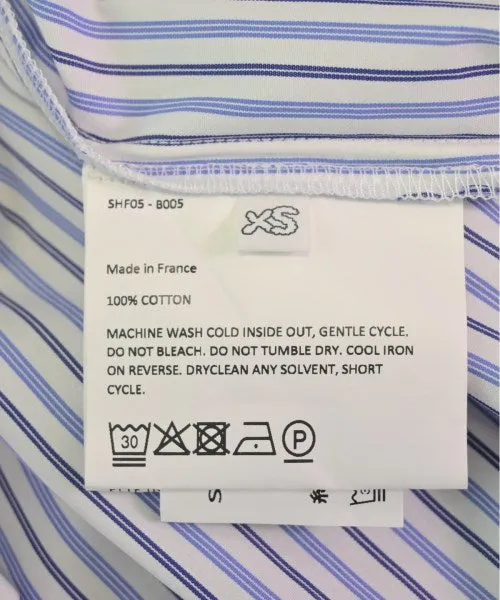 SHF05 - B005
XS
Made in France
100% COTTON
MACHINE WASH COLD INSIDE OUT, GENTLE CYCLE.
DO NOT BLEACH. DO NOT TUMBLE DRY. COOL IRON
ON REVERSE. DRYCLEAN ANY SOLVENT, SHORT
CYCLE.
30 P
S